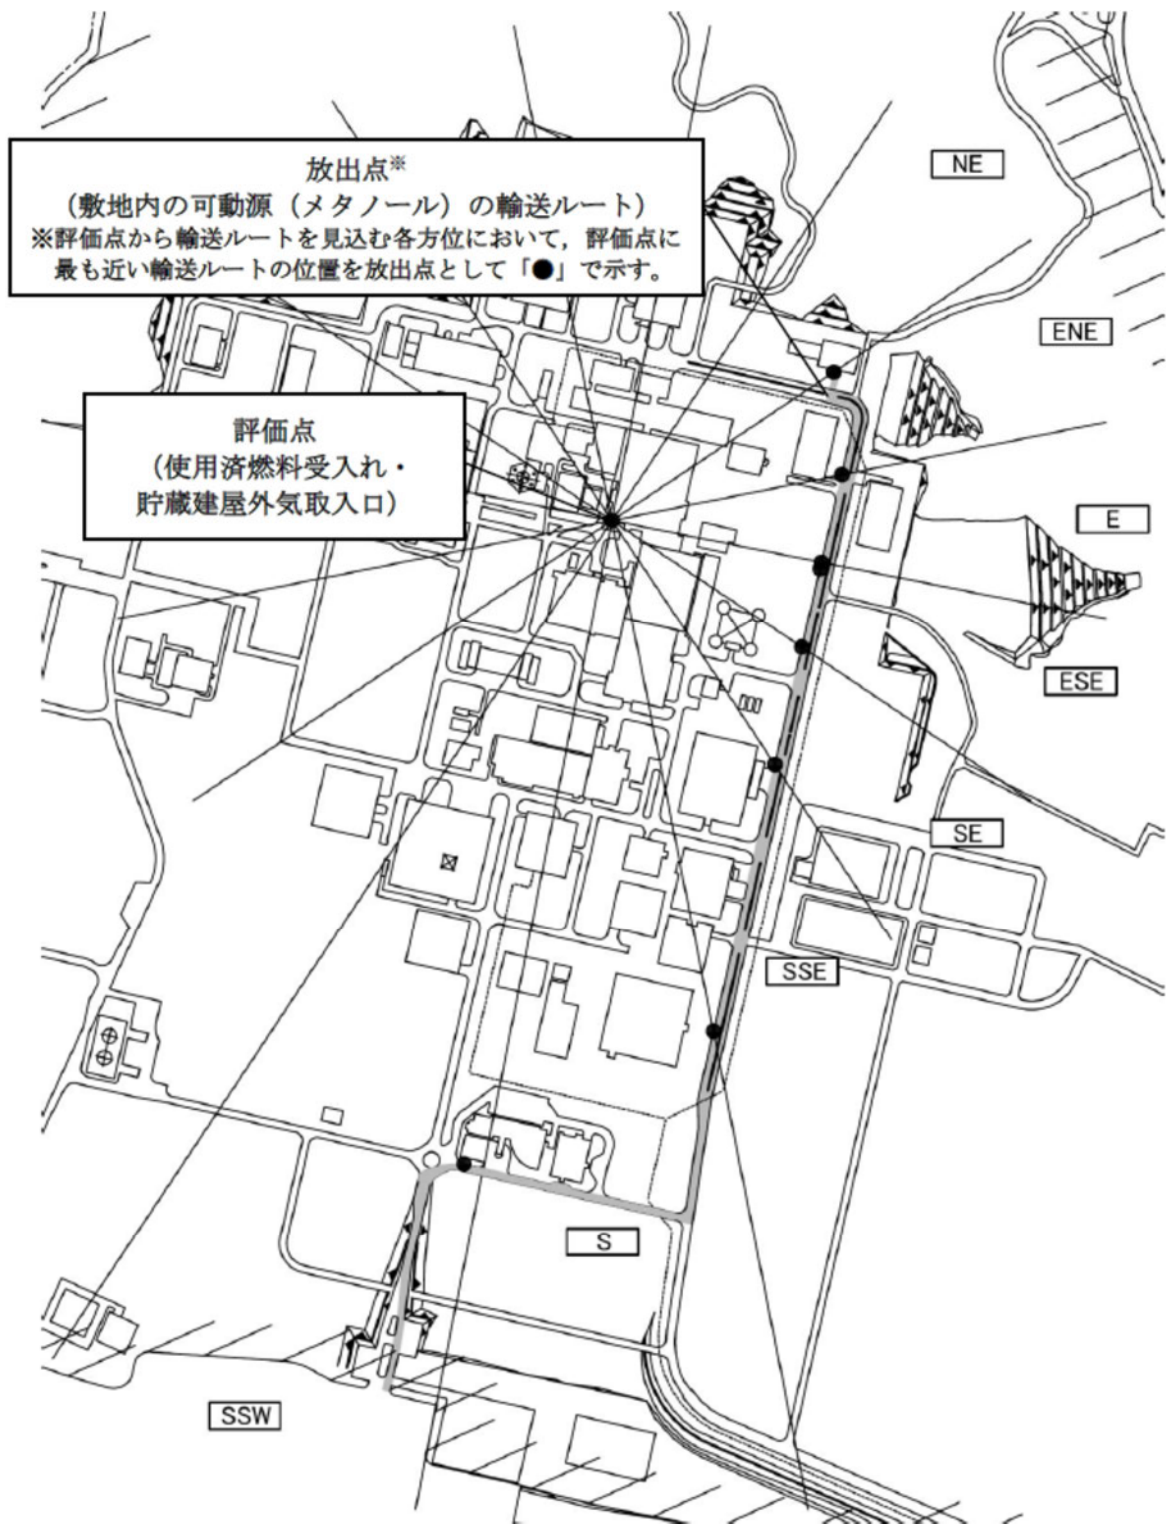 放出点※
(敷地内の可動源(メタノール)の輸送ルート)
※評価点から輸送ルートを見込む各方位において,評価点に
最も近い輸送ルートの位置を放出点として「●」で示す。
NE
ENE
評価点
(使用済燃料受入れ・
貯蔵建屋外気取入口)
E
ESE
SE
SSE
S
SSW